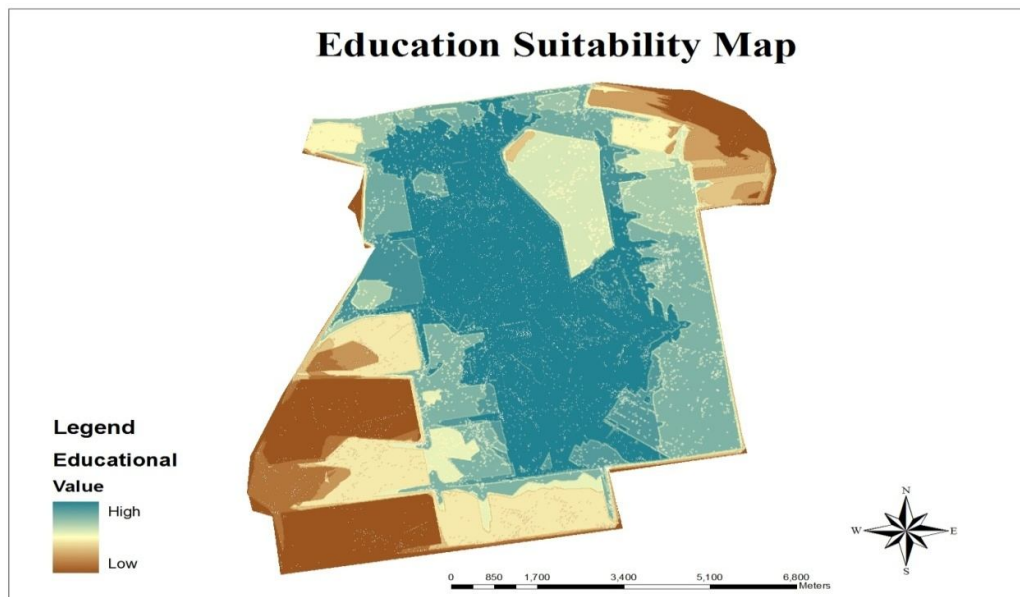 Education Suitability Map
Legend
Educational
Value
High
Low
N
W
E
S
0 850 1,700 3,400 5,100 6,800
Meters